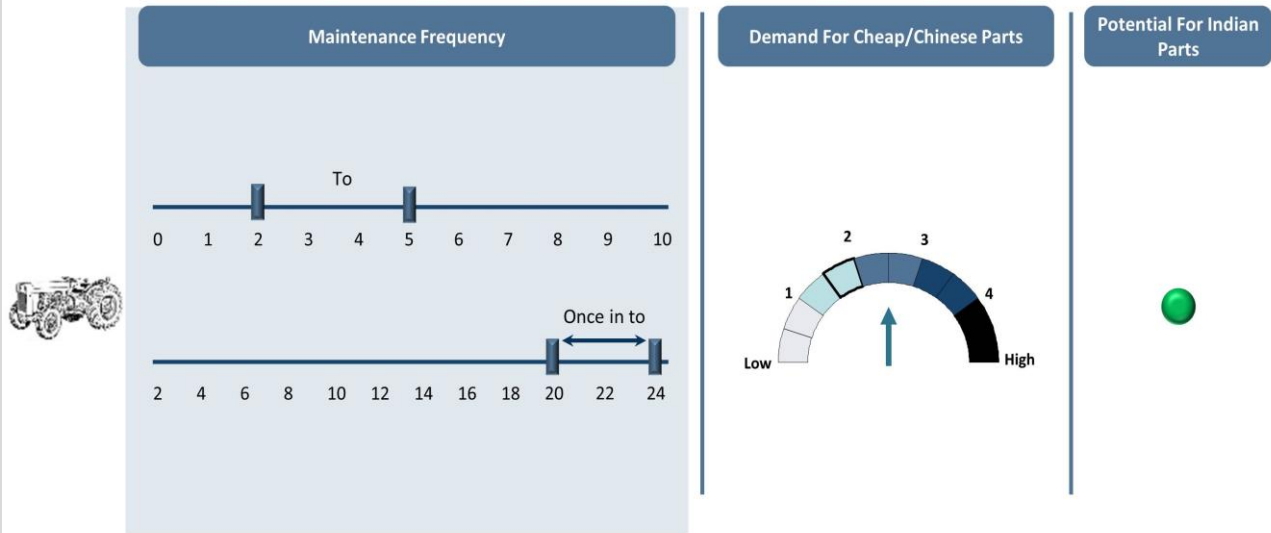 Maintenance Frequency
Demand For Cheap/Chinese Parts
Potential For Indian
Parts
To
0 1 2 3 4 5 6 7 8 9 10
Once in to
2 4 6 8 10 12 14 16 18 20 22 24
2 3
1 4
Low High